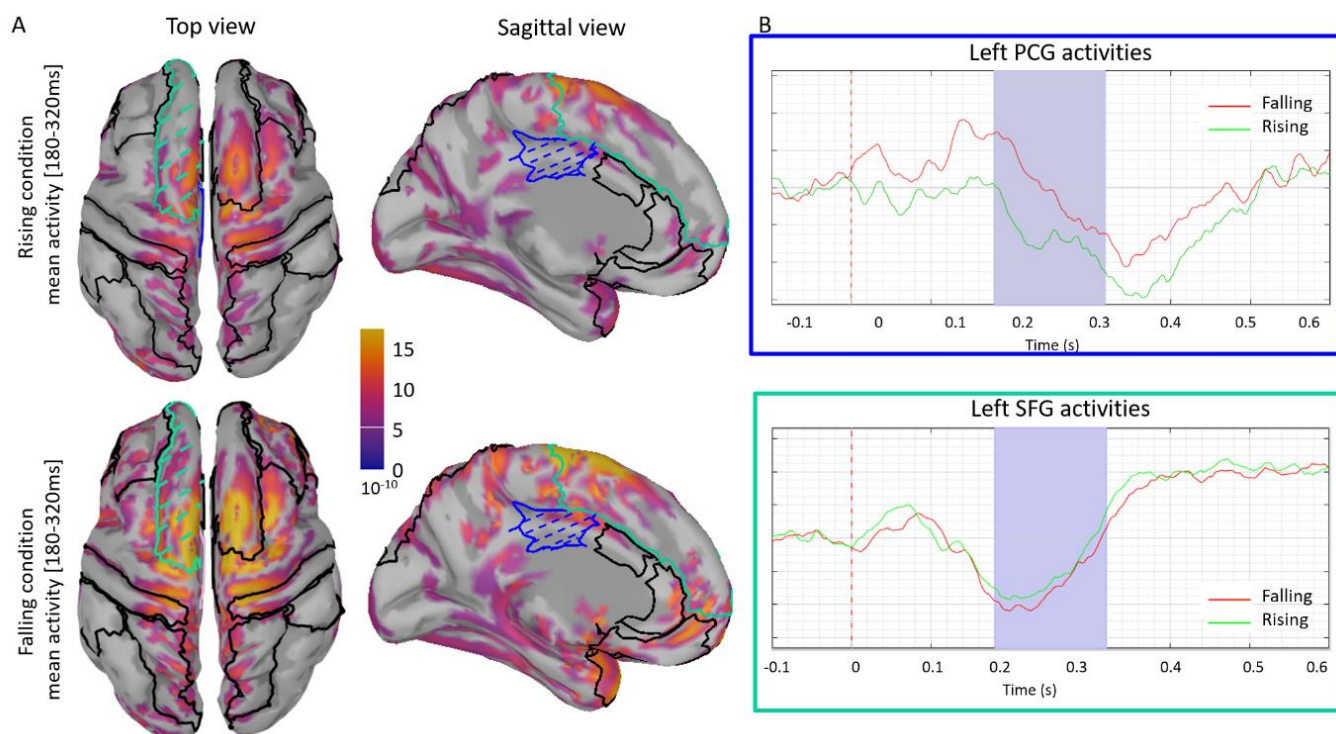 A
Top view
Sagittal view
Rising condition
mean activity [180-320ms]
Falling condition
mean activity [180-320ms]
15
10
5
0
10-10
B
Left PCG activities
Falling
Rising
-0.1
0
0.1
0.2
0.3
0.4
0.5
0.6
Time (s)
Left SFG activities
Falling
Rising
-0.1
0
0.1
0.2
0.3
0.4
0.5
0.6
Time (s)